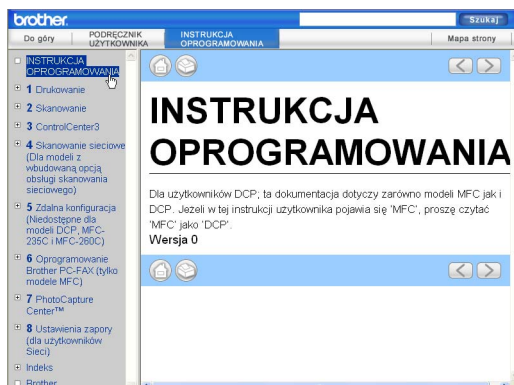 brother.
Szukaj
Do góry
PODRĘCZNIK
UŻYTKOWNIKA
INSTRUKCJA
OPROGRAMOWANIA
Mapa strony
INSTRUKCJA
OPROGRAMOWANIA
1 Drukowanie
2 Skanowanie
3 ControlCenter3
4 Skanowanie sieciowe
(Dla modeli z
wbudowaną opcją
obsługi skanowania
sieciowego)
5 Zdalna konfiguracja
(Niedostępne dla
modeli DCP, MFC-
235C i MFC-260C)
6 Oprogramowanie
Brother PC-FAX (tylko
modele MFC)
7 PhotoCapture
Center™
8 Ustawienia zapory
(dla użytkowników
Sieci)
Indeks
Brother
INSTRUKCJA
OPROGRAMOWANIA
Dla użytkowników DCP; ta dokumentacja dotyczy zarówno modeli MFC jak i
DCP. Jeżeli w tej instrukcji użytkownika pojawia się 'MFC', proszę czytać
'MFC' jako 'DCP'.
Wersja 0